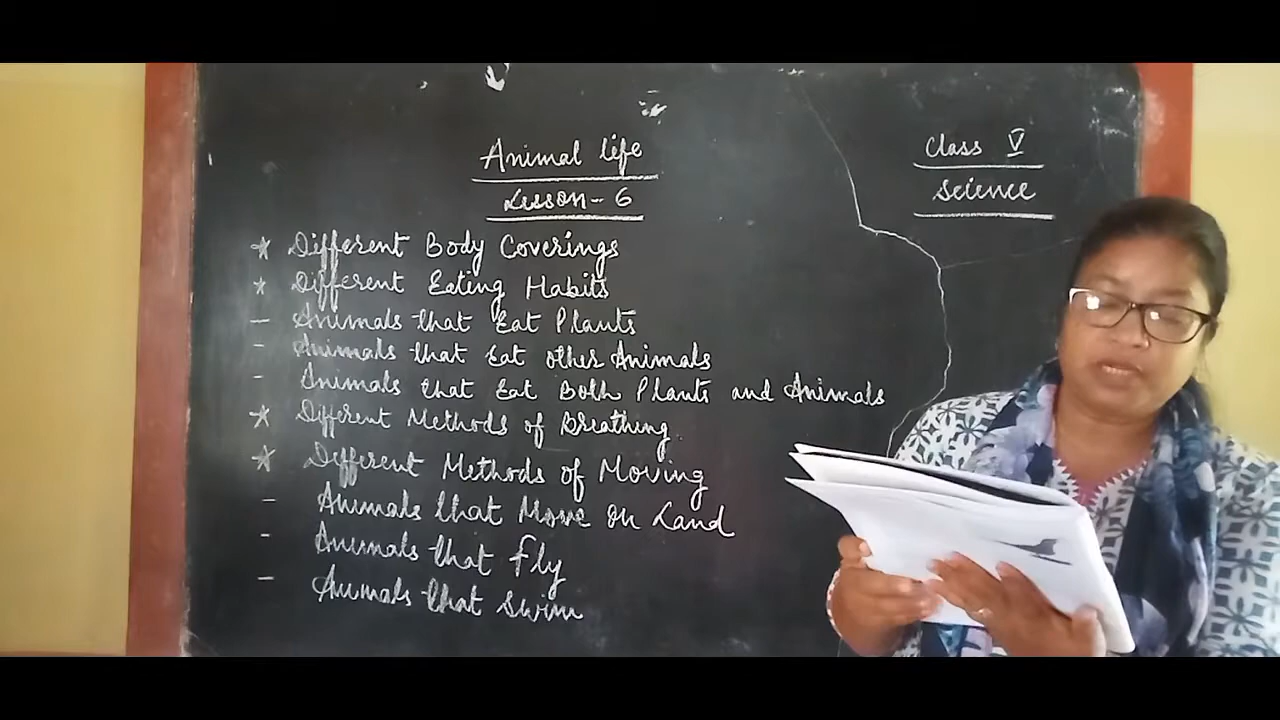 Animal Life
Lesson - 6
Class V
Science
* Different Body Coverings
* Different Eating Habits
- Animals that Eat Plants
- Animals that Eat other Animals
- Animals that Eat Both Plants and Animals
* Different Methods of Breathing.
* Different Methods of Moving
- Animals that Move on Land
- Animals that Fly
- Animals that Swim